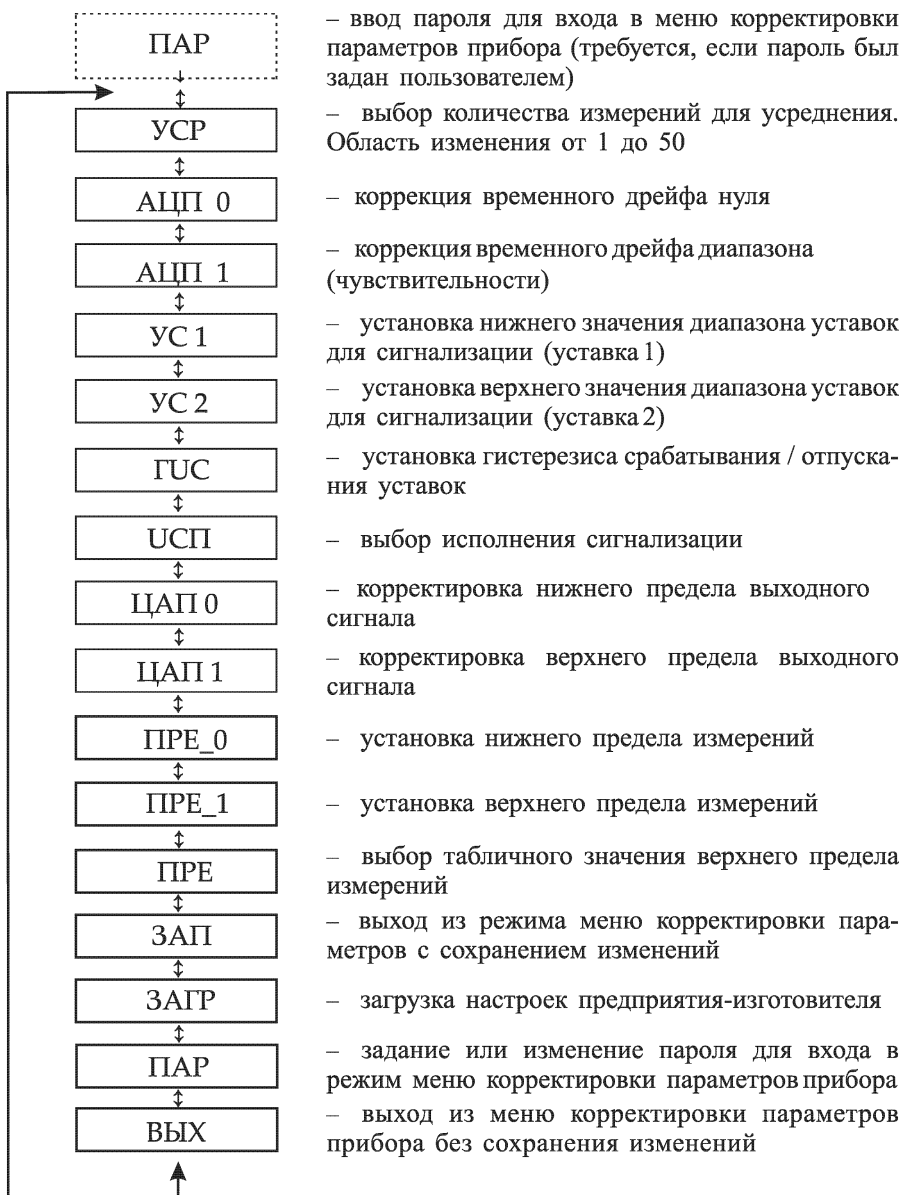 ПАР
– ввод пароля для входа в меню корректировки
параметров прибора (требуется, если пароль был
задан пользователем)
УСР
– выбор количества измерений для усреднения.
Область изменения от 1 до 50
АЦП 0
– коррекция временного дрейфа нуля
АЦП 1
– коррекция временного дрейфа диапазона
(чувствительности)
УС 1
– установка нижнего значения диапазона уставок
для сигнализации (уставка 1)
УС 2
– установка верхнего значения диапазона уставок
для сигнализации (уставка 2)
ГUС
– установка гистерезиса срабатывания / отпуска-
ния уставок
UСП
– выбор исполнения сигнализации
ЦАП 0
– корректировка нижнего предела выходного
сигнала
ЦАП 1
– корректировка верхнего предела выходного
сигнала
ПРЕ_0
– установка нижнего предела измерений
ПРЕ_1
– установка верхнего предела измерений
ПРЕ
– выбор табличного значения верхнего предела
измерений
ЗАП
– выход из режима меню корректировки пара-
метров с сохранением изменений
ЗАГР
– загрузка настроек предприятия-изготовителя
ПАР
– задание или изменение пароля для входа в
режим меню корректировки параметров прибора
ВЫХ
– выход из меню корректировки параметров
прибора без сохранения изменений